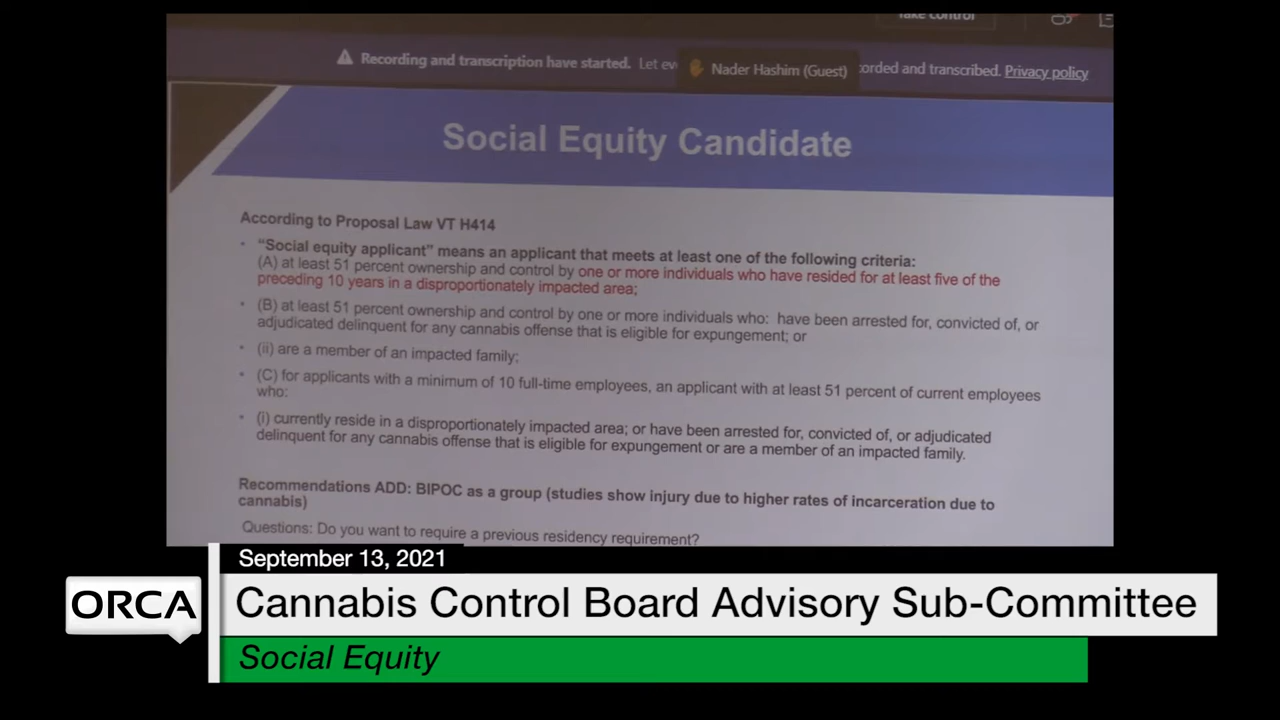 Take control
Recording and transcription have started. Let eve
Nader Hashim (Guest)
orded and transcribed. Privacy policy
Social Equity Candidate
According to Proposal Law VT H414
• “Social equity applicant” means an applicant that meets at least one of the following criteria:
(A) at least 51 percent ownership and control by one or more individuals who have resided for at least five of the
preceding 10 years in a disproportionately impacted area;
• (B) at least 51 percent ownership and control by one or more individuals who: have been arrested for, convicted of, or
adjudicated delinquent for any cannabis offense that is eligible for expungement; or
• (ii) are a member of an impacted family;
• (C) for applicants with a minimum of 10 full-time employees, an applicant with at least 51 percent of current employees
who:
• (i) currently reside in a disproportionately impacted area; or have been arrested for, convicted of, or adjudicated
delinquent for any cannabis offense that is eligible for expungement or are a member of an impacted family.
Recommendations ADD: BIPOC as a group (studies show injury due to higher rates of incarceration due to
cannabis)
Questions: Do you want to require a previous residency requirement?
September 13, 2021
ORCA
Cannabis Control Board Advisory Sub-Committee
Social Equity